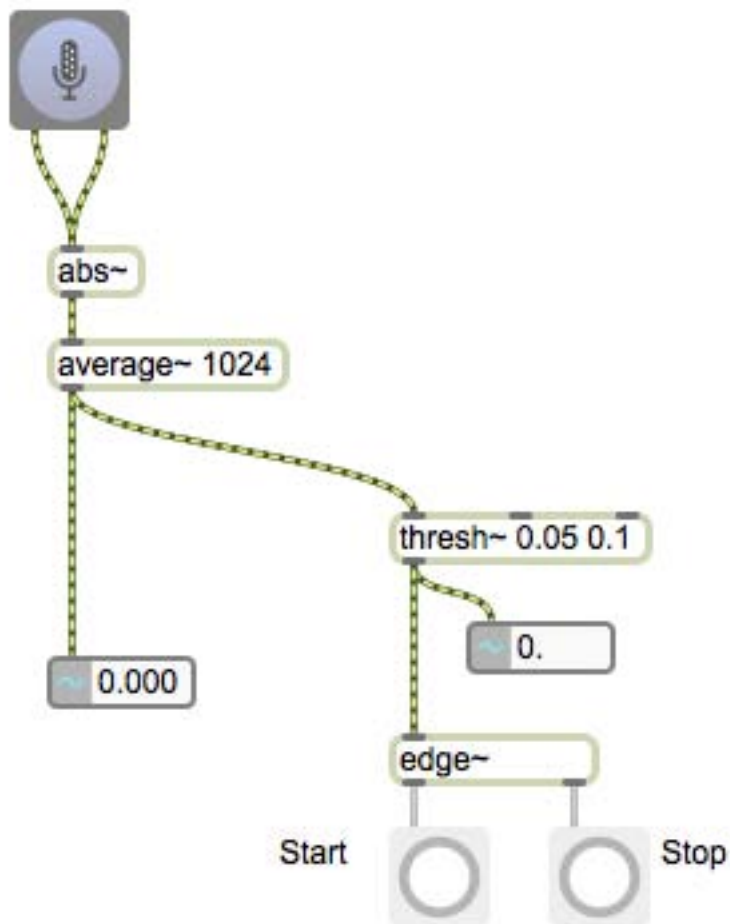 abs~
average~ 1024
thresh~ 0.05 0.1
~ 0.
~ 0.000
edge~
Start
Stop